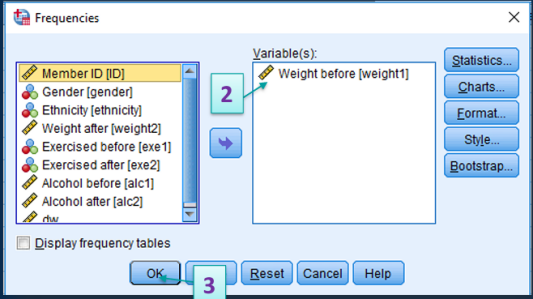 Frequencies
Variable(s):
Member ID [ID]
Gender [gender]
Ethnicity [ethnicity]
Weight after [weight2]
Exercised before [exe1]
Exercised after [exe2]
Alcohol before [alc1]
Alcohol after [alc2]
dw
2
Weight before [weight1]
Statistics...
Charts...
Format...
Style...
Bootstrap...
Display frequency tables
OK
3
Reset
Cancel
Help